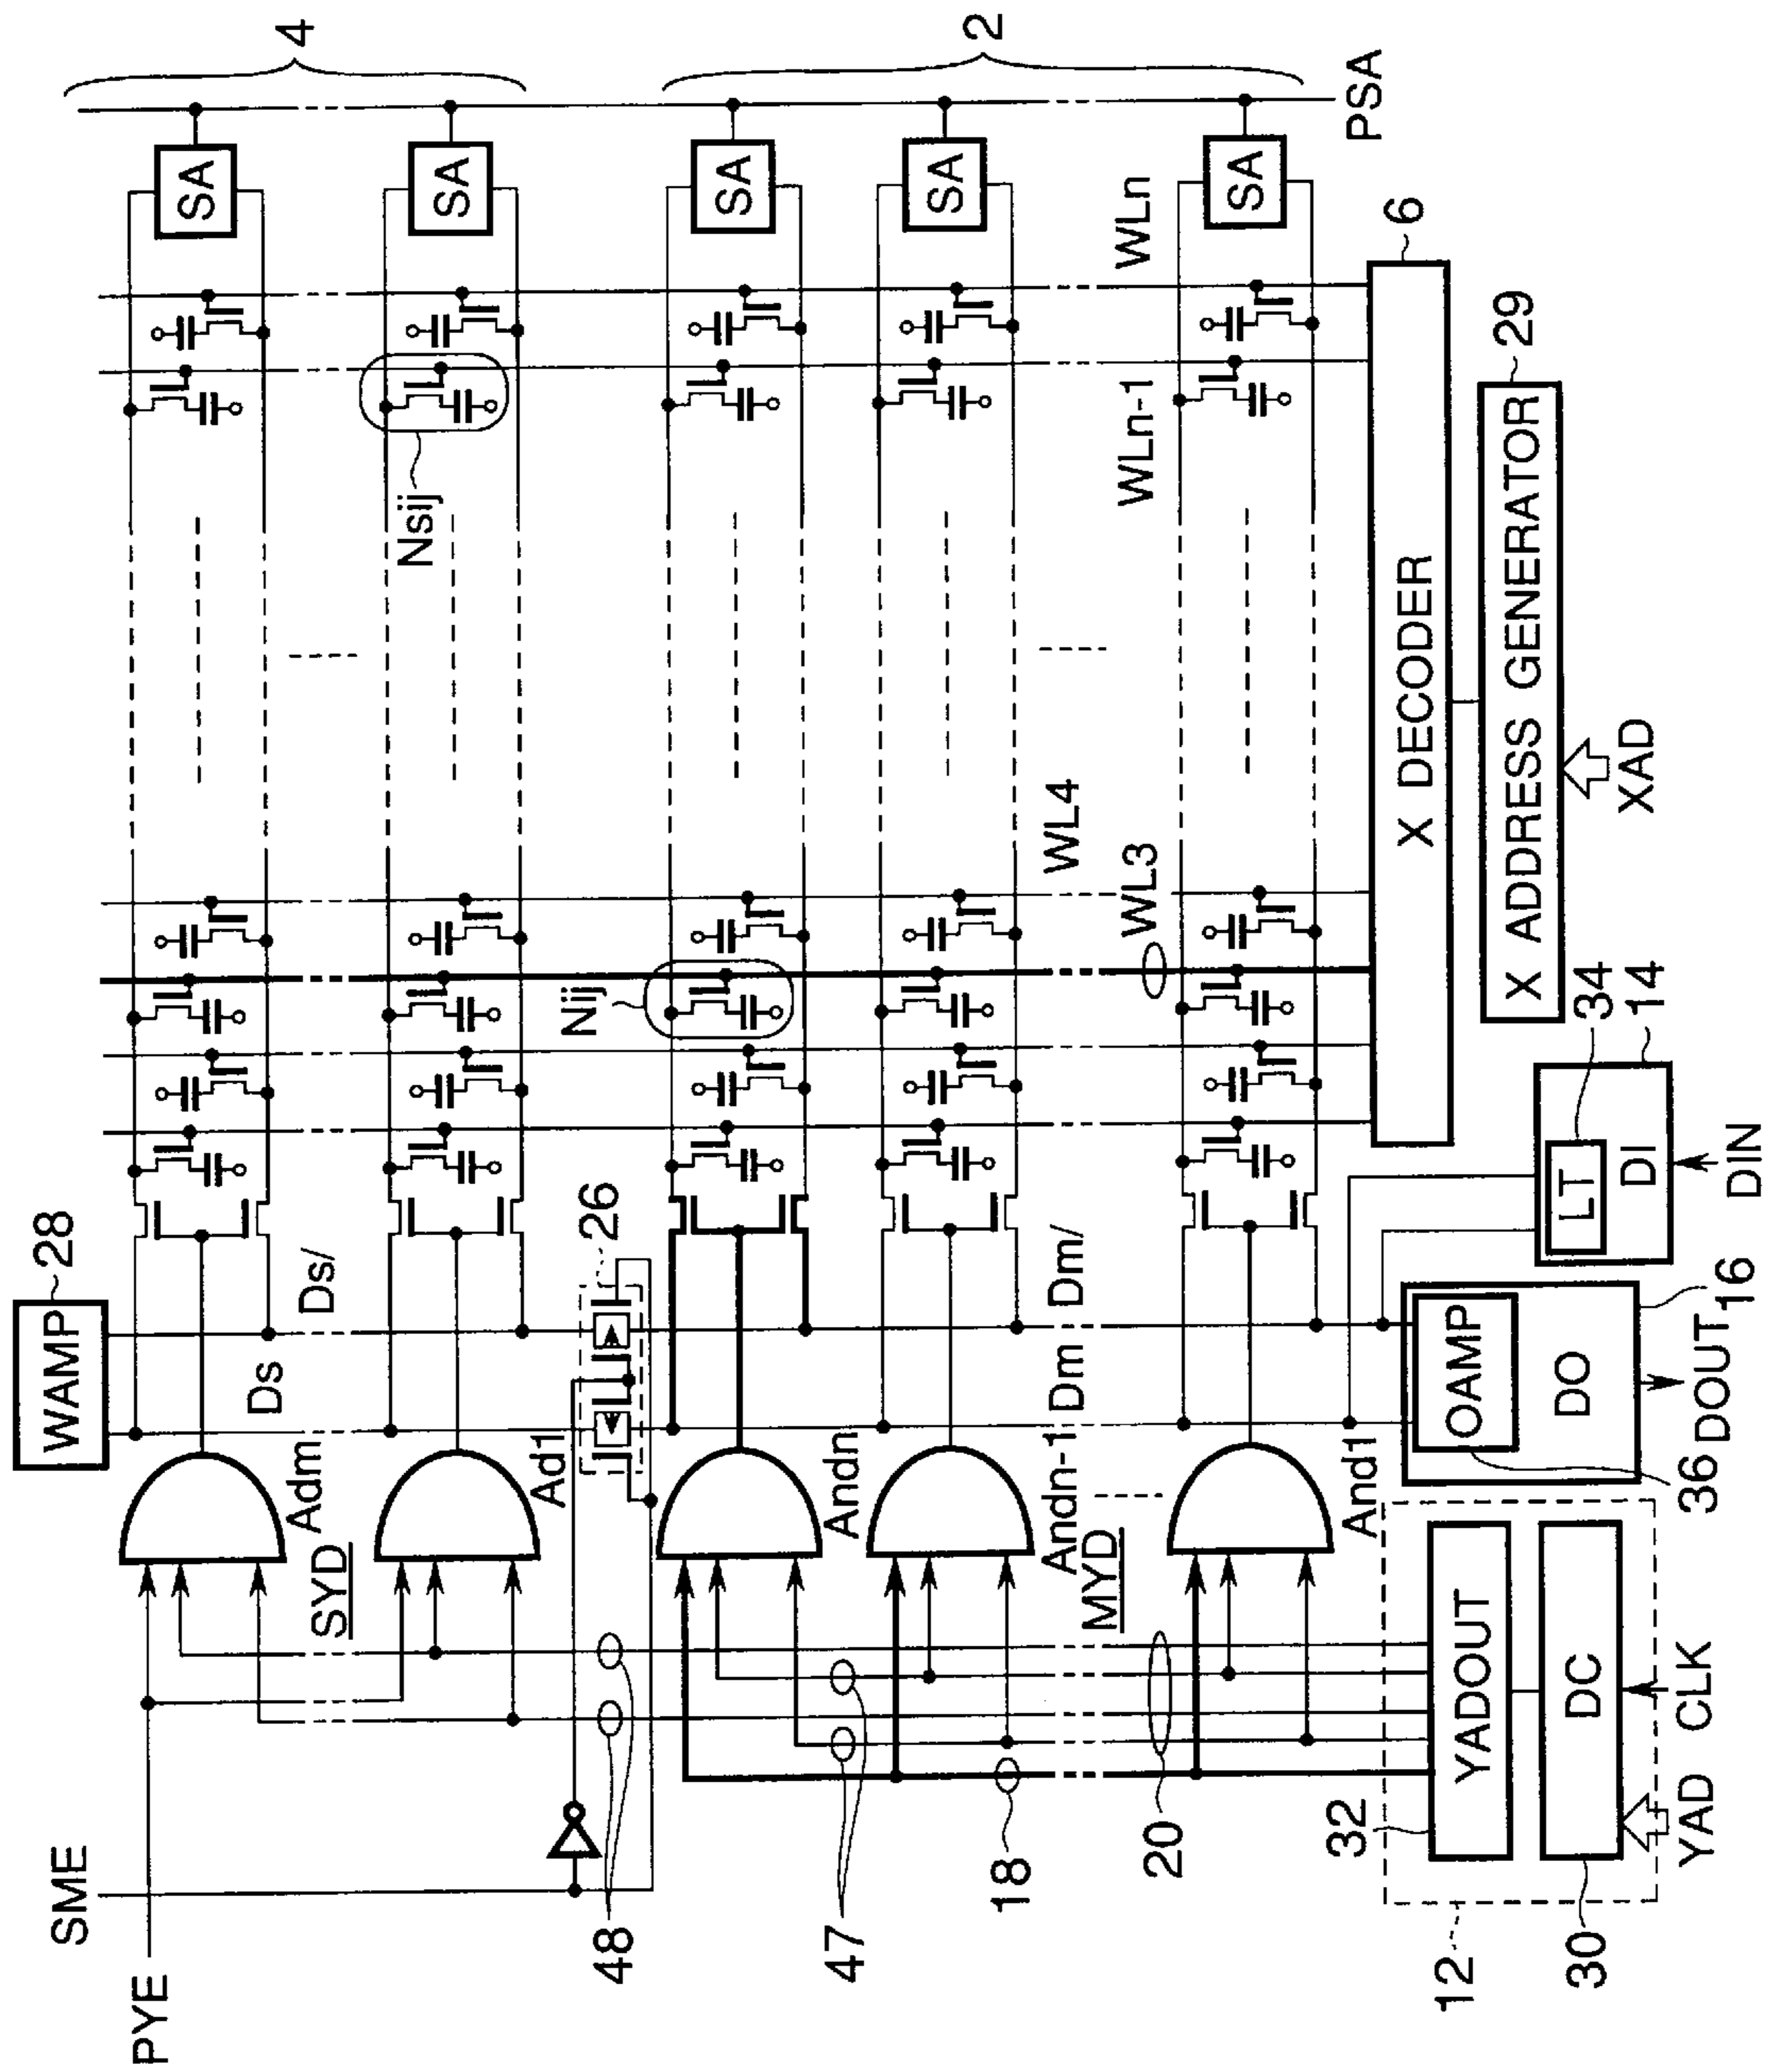 PYE
SME
48
47
18
20
32
12
30
YAD
CLK
YADOUT
DC
SYD
MYD
Adm
Ad1
Andn
Andn-1
And1
36
DOUT
16
OAMP
DO
WAMP
28
Ds
Ds/
26
Dm
Dm/
LT
DI
DIN
34
14
Nij
WL3
WL4
Nsij
WLn-1
WLn
X DECODER
6
X ADDRESS GENERATOR
29
XAD
SA
SA
SA
SA
SA
PSA
4
2